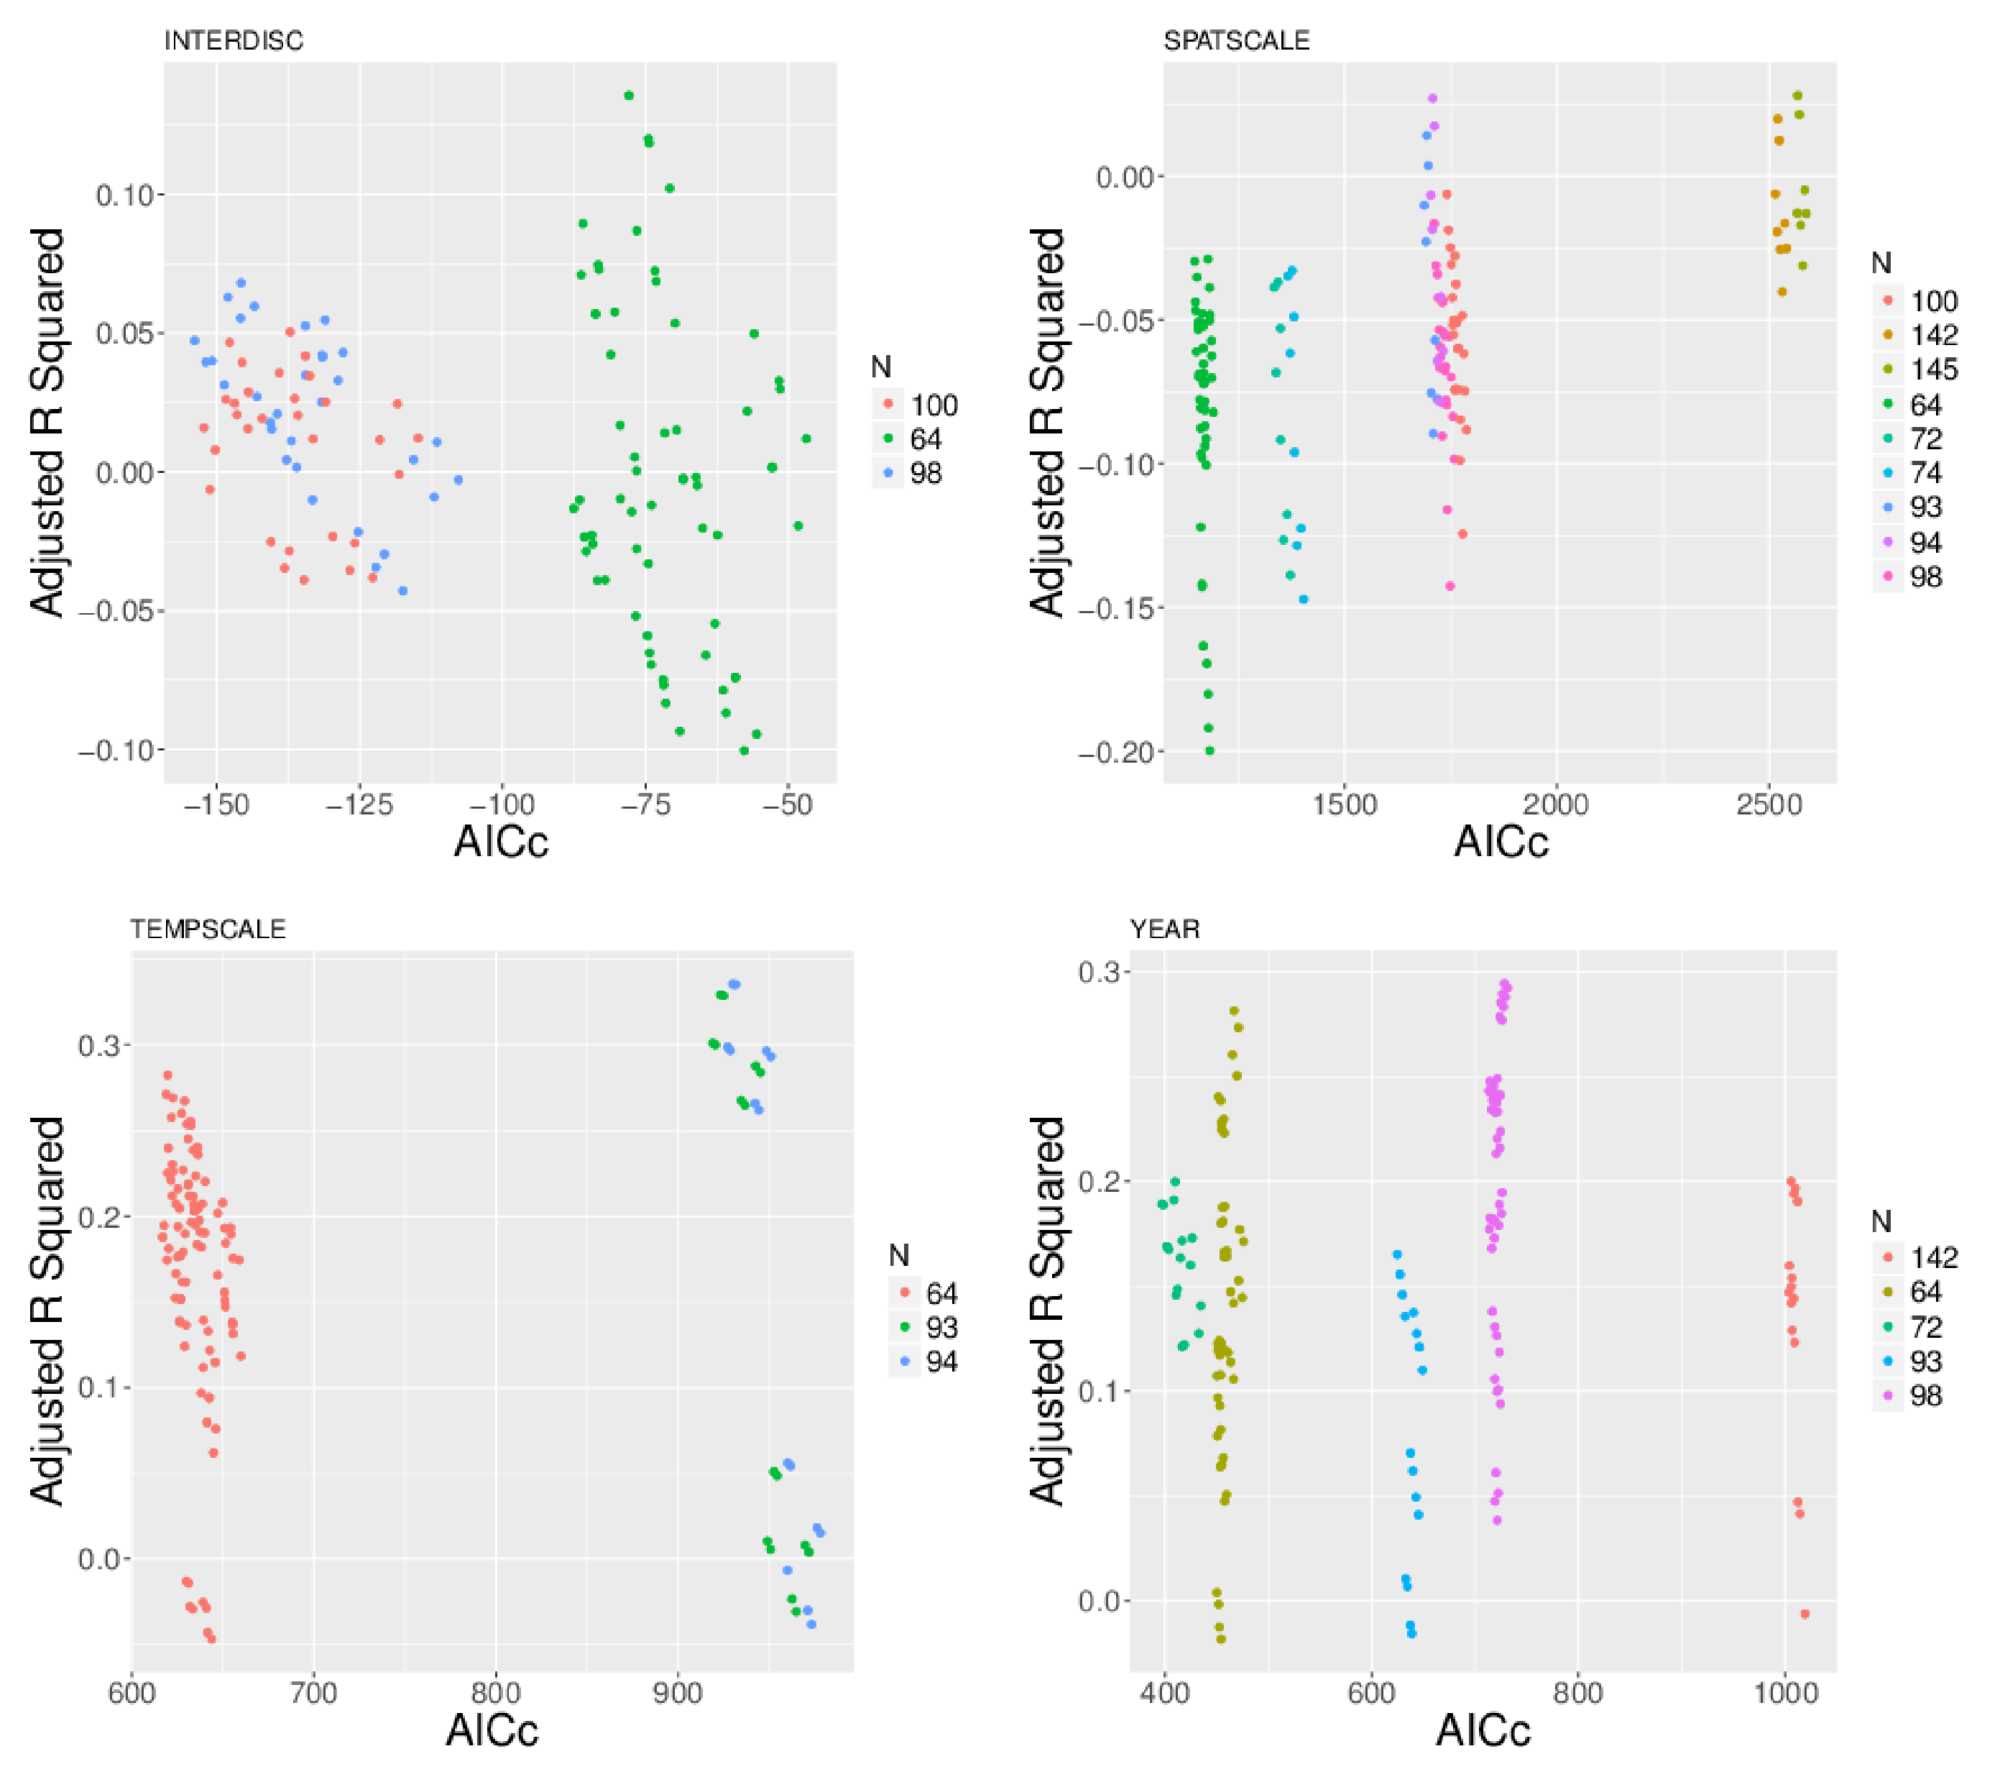 INTERDISC
Adjusted R Squared
0.10
0.05
0.00
−0.05
−0.10
−150 −125 −100 −75 −50
AICc
N
100
64
98
SPATSCALE
Adjusted R Squared
0.00
−0.05
−0.10
−0.15
−0.20
1500 2000 2500
AICc
N
100
142
145
64
72
74
93
94
98
TEMPSCALE
Adjusted R Squared
0.3
0.2
0.1
0.0
600 700 800 900
AICc
N
64
93
94
YEAR
Adjusted R Squared
0.3
0.2
0.1
0.0
400 600 800 1000
AICc
N
142
64
72
93
98